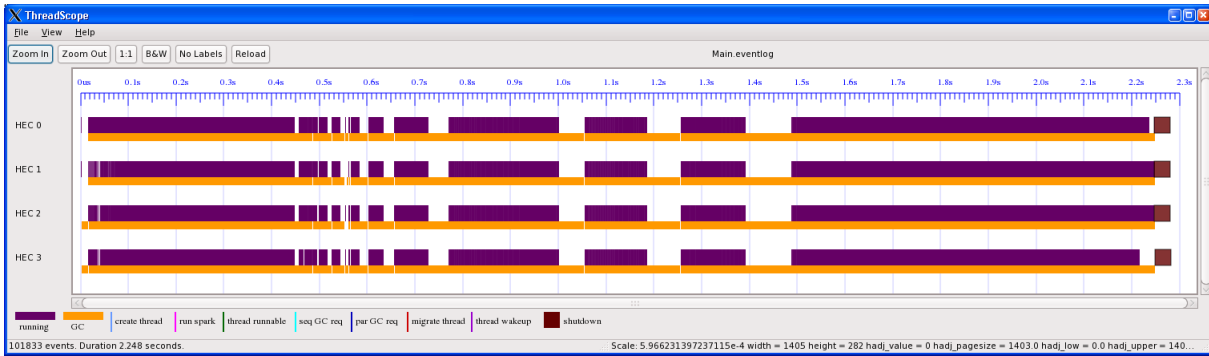 ThreadScope
File View Help
Zoom In Zoom Out 1:1 B&W No Labels Reload Main.eventlog
0us 0.1s 0.2s 0.3s 0.4s 0.5s 0.6s 0.7s 0.8s 0.9s 1.0s 1.1s 1.2s 1.3s 1.4s 1.5s 1.6s 1.7s 1.8s 1.9s 2.0s 2.1s 2.2s 2.3s
HEC 0
HEC 1
HEC 2
HEC 3
running GC create thread run spark thread runnable seq GC req par GC req migrate thread thread wakeup shutdown
101833 events. Duration 2.248 seconds. Scale: 5.966231397237115e-4 width = 1405 height = 282 hadj_value = 0 hadj_pagesize = 1403.0 hadj_low = 0.0 hadj_upper = 140...